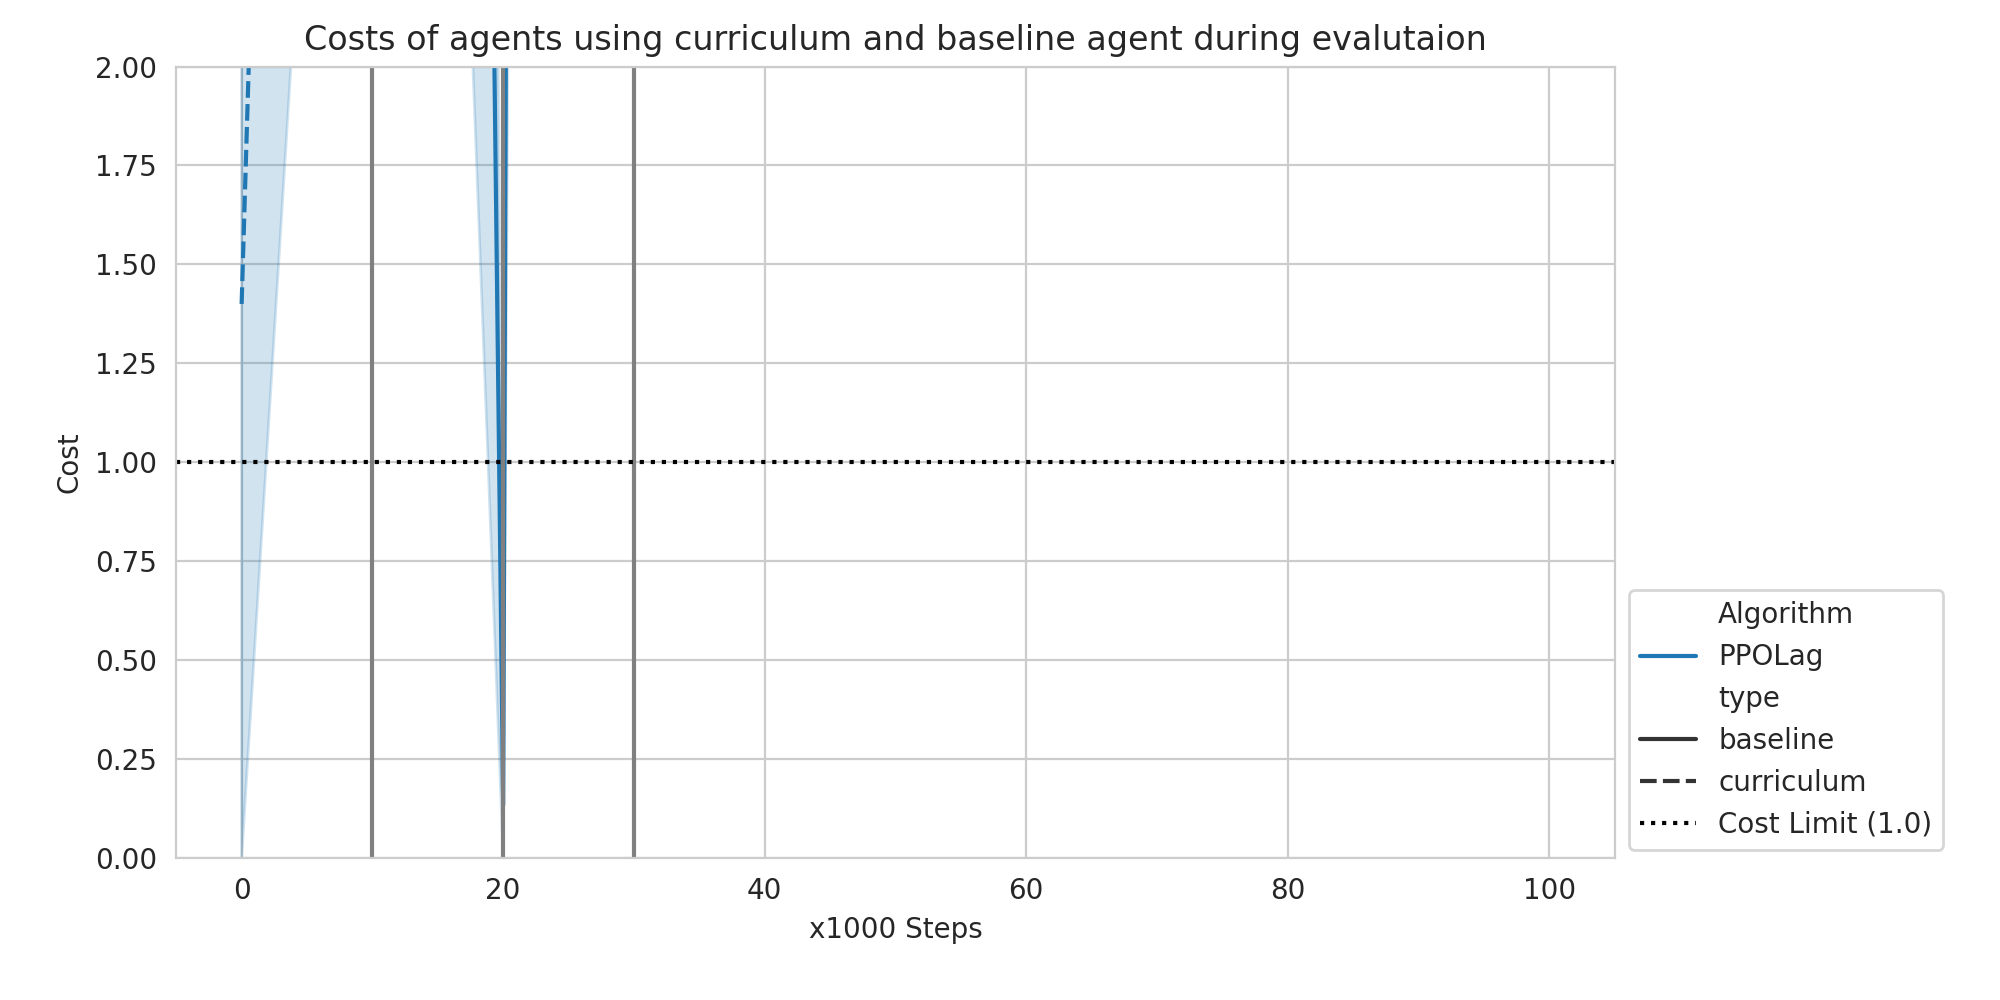 Costs of agents using curriculum and baseline agent during evalutaion
2.00
1.75
1.50
1.25
1.00
0.75
0.50
0.25
0.00
Cost
0 20 40 60 80 100
x1000 Steps
Algorithm
PPOLag
type
baseline
curriculum
Cost Limit (1.0)